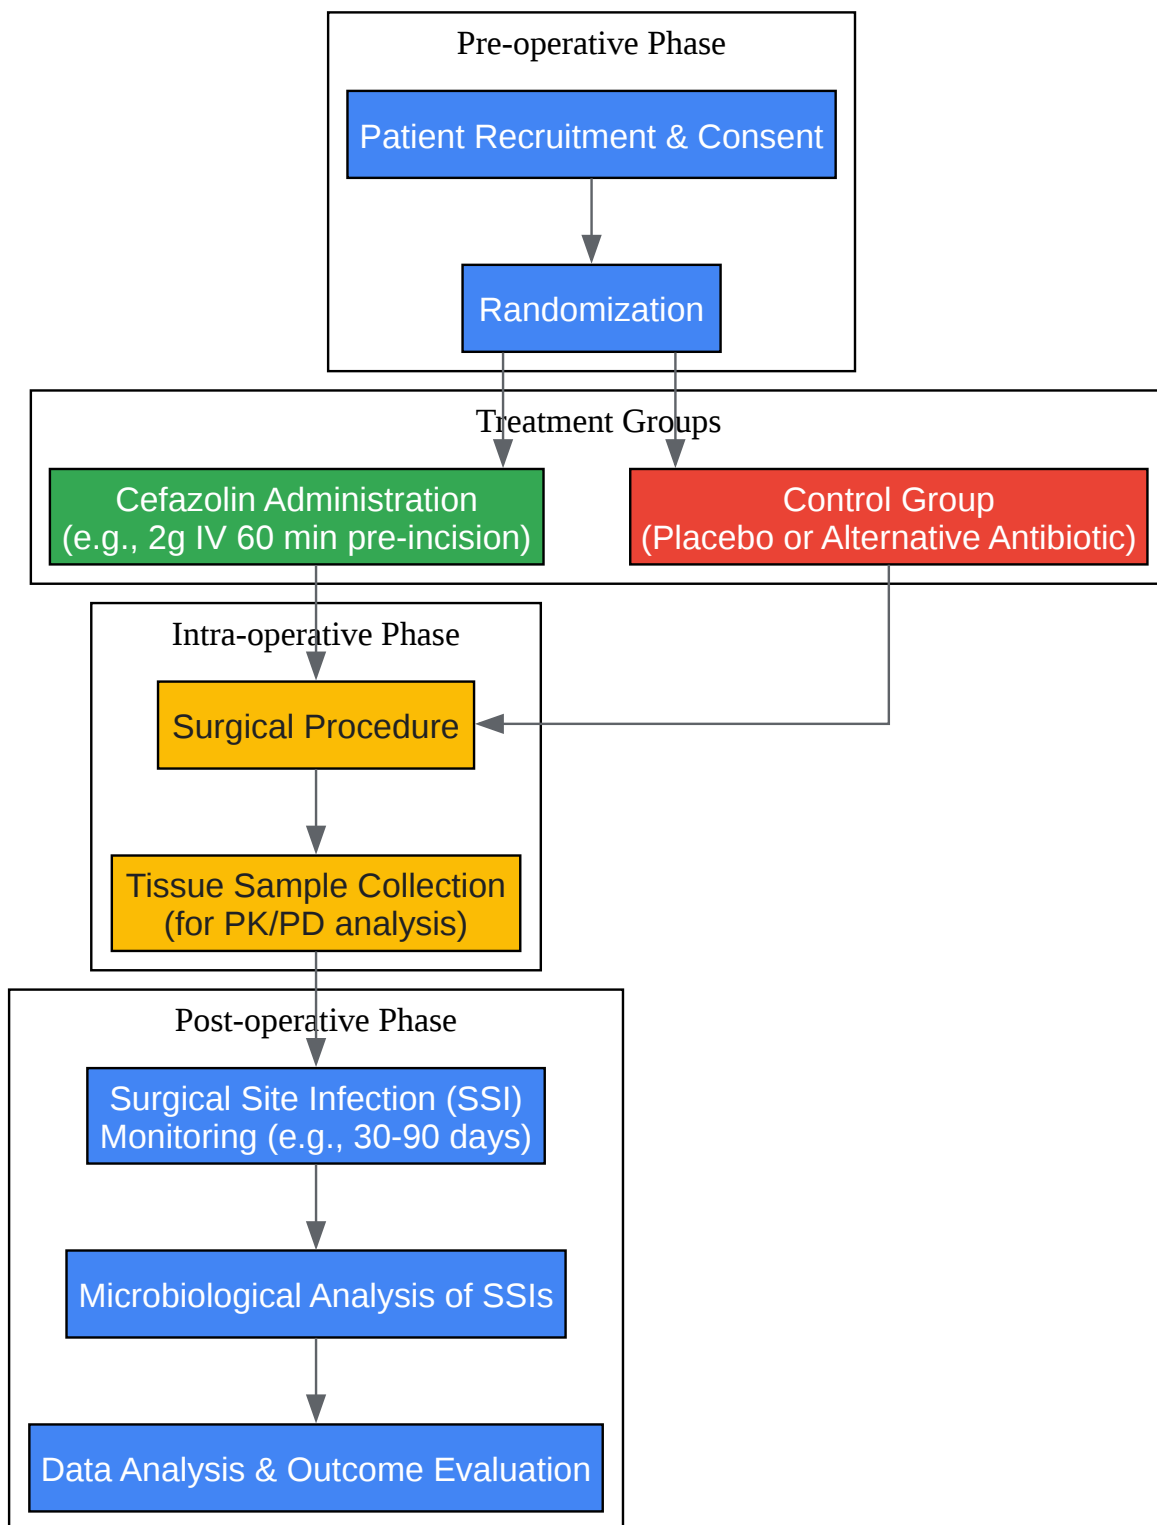 Pre-operative Phase
Patient Recruitment & Consent
Randomization
Treatment Groups
Cefazolin Administration
(e.g., 2g IV 60 min pre-incision)
Control Group
(Placebo or Alternative Antibiotic)
Intra-operative Phase
Surgical Procedure
Tissue Sample Collection
(for PK/PD analysis)
Post-operative Phase
Surgical Site Infection (SSI)
Monitoring (e.g., 30-90 days)
Microbiological Analysis of SSIs
Data Analysis & Outcome Evaluation